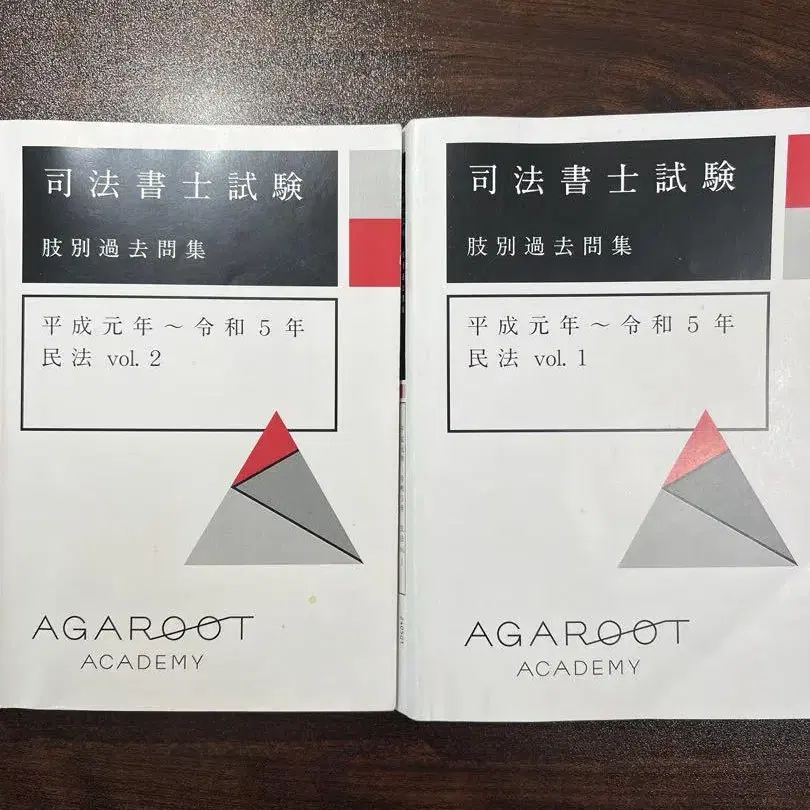 司法書士試験
肢別過去問集
平成元年～令和5年
民法 vol. 2
AGAROOT
ACADEMY
司法書士試験
肢別過去問集
平成元年～令和5年
民法 vol. 1
AGAROOT
ACADEMY